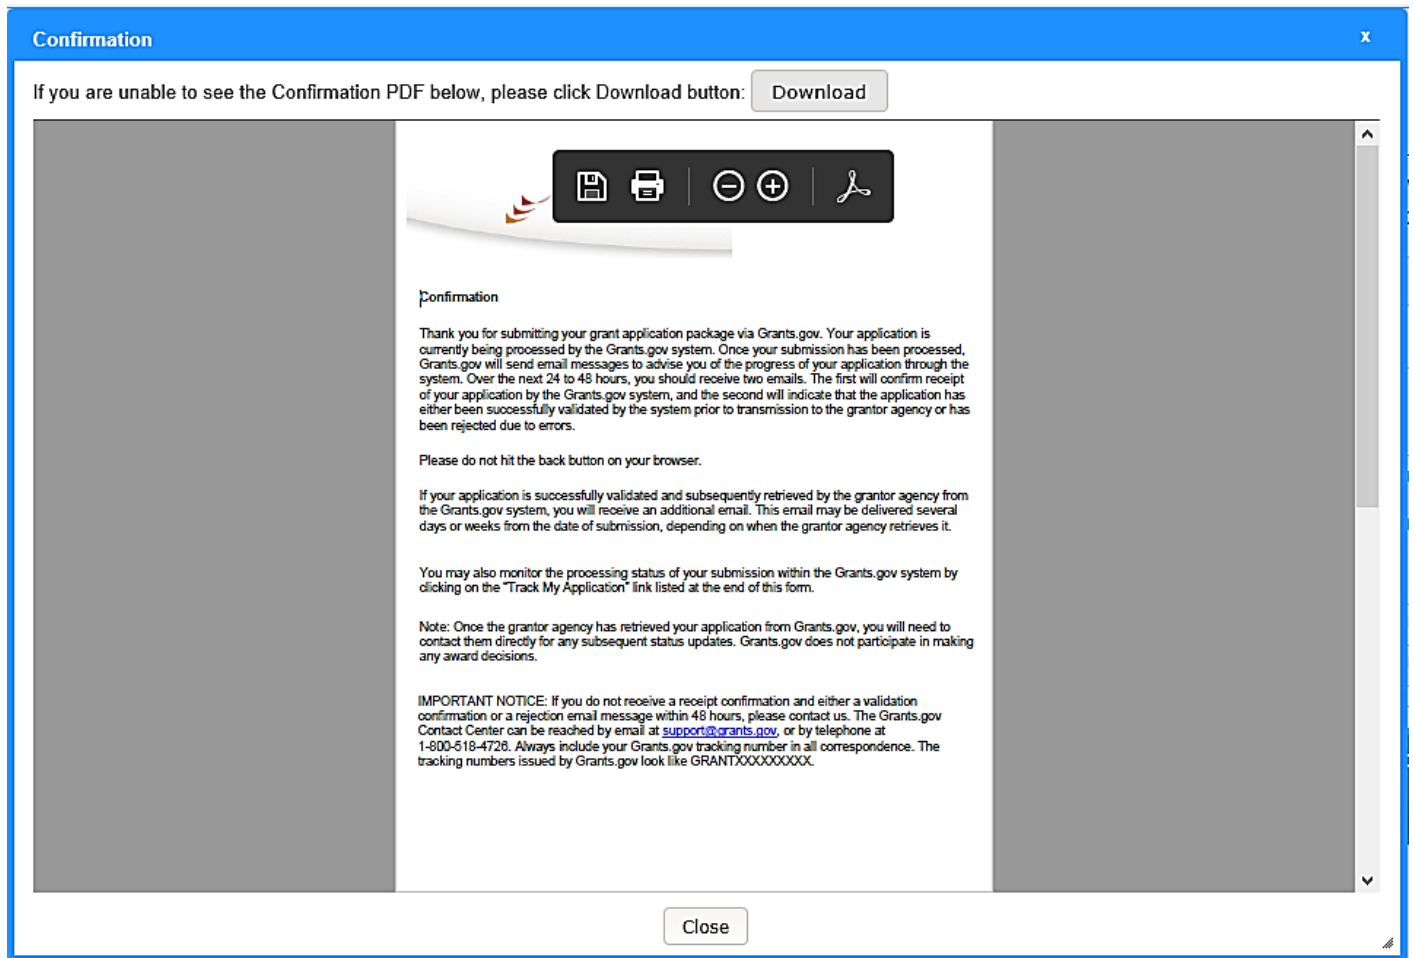 Confirmation
x
If you are unable to see the Confirmation PDF below, please click Download button:
Download
Confirmation
Thank you for submitting your grant application package via Grants.gov. Your application is
currently being processed by the Grants.gov system. Once your submission has been processed,
Grants.gov will send email messages to advise you of the progress of your application through the
system. Over the next 24 to 48 hours, you should receive two emails. The first will confirm receipt
of your application by the Grants.gov system, and the second will indicate that the application has
either been successfully validated by the system prior to transmission to the grantor agency or has
been rejected due to errors.
Please do not hit the back button on your browser.
If your application is successfully validated and subsequently retrieved by the grantor agency from
the Grants.gov system, you will receive an additional email. This email may be delivered several
days or weeks from the date of submission, depending on when the grantor agency retrieves it.
You may also monitor the processing status of your submission within the Grants.gov system by
clicking on the “Track My Application” link listed at the end of this form.
Note: Once the grantor agency has retrieved your application from Grants.gov, you will need to
contact them directly for any subsequent status updates. Grants.gov does not participate in making
any award decisions.
IMPORTANT NOTICE: If you do not receive a receipt confirmation and either a validation
confirmation or a rejection email message within 48 hours, please contact us. The Grants.gov
Contact Center can be reached by email at support@grants.gov, or by telephone at
1-800-518-4726. Always include your Grants.gov tracking number in all correspondence. The
tracking numbers issued by Grants.gov look like GRANTXXXXXXXXX.
Close